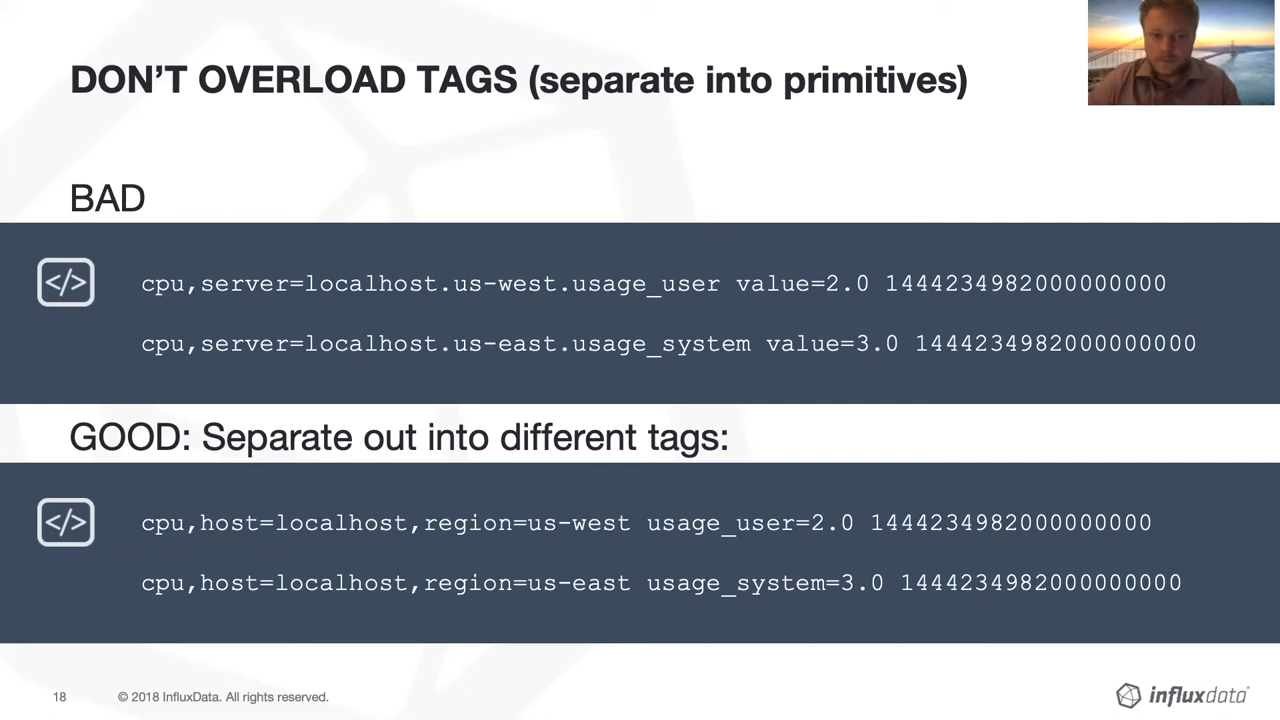 DON’T OVERLOAD TAGS (separate into primitives)
BAD
</>
cpu,server=localhost.us-west.usage_user value=2.0 1444234982000000000
cpu,server=localhost.us-east.usage_system value=3.0 1444234982000000000
GOOD: Separate out into different tags:
</>
cpu,host=localhost,region=us-west usage_user=2.0 1444234982000000000
cpu,host=localhost,region=us-east usage_system=3.0 1444234982000000000
18 © 2018 InfluxData. All rights reserved.
influxdata